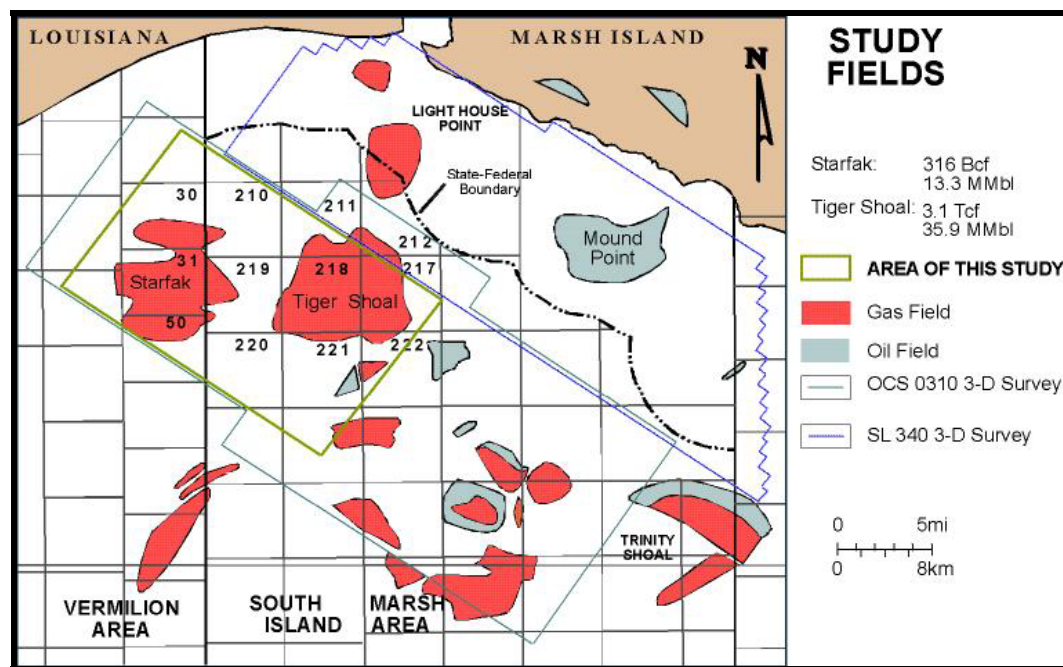 LOUISIANA
MARSH ISLAND
N
LIGHT HOUSE
POINT
State-Federal
Boundary
30
210
211
212
31
219
218
217
Starfak
Tiger Shoal
Mound
Point
50
220
221
222
TRINITY
SHOAL
VERMILION
AREA
SOUTH
ISLAND
MARSH
AREA
STUDY
FIELDS
Starfak: 316 Bcf
13.3 MMbl
Tiger Shoal: 3.1 Tcf
35.9 MMbl
AREA OF THIS STUDY
Gas Field
Oil Field
OCS 0310 3-D Survey
SL 340 3-D Survey
0 5mi
0 8km